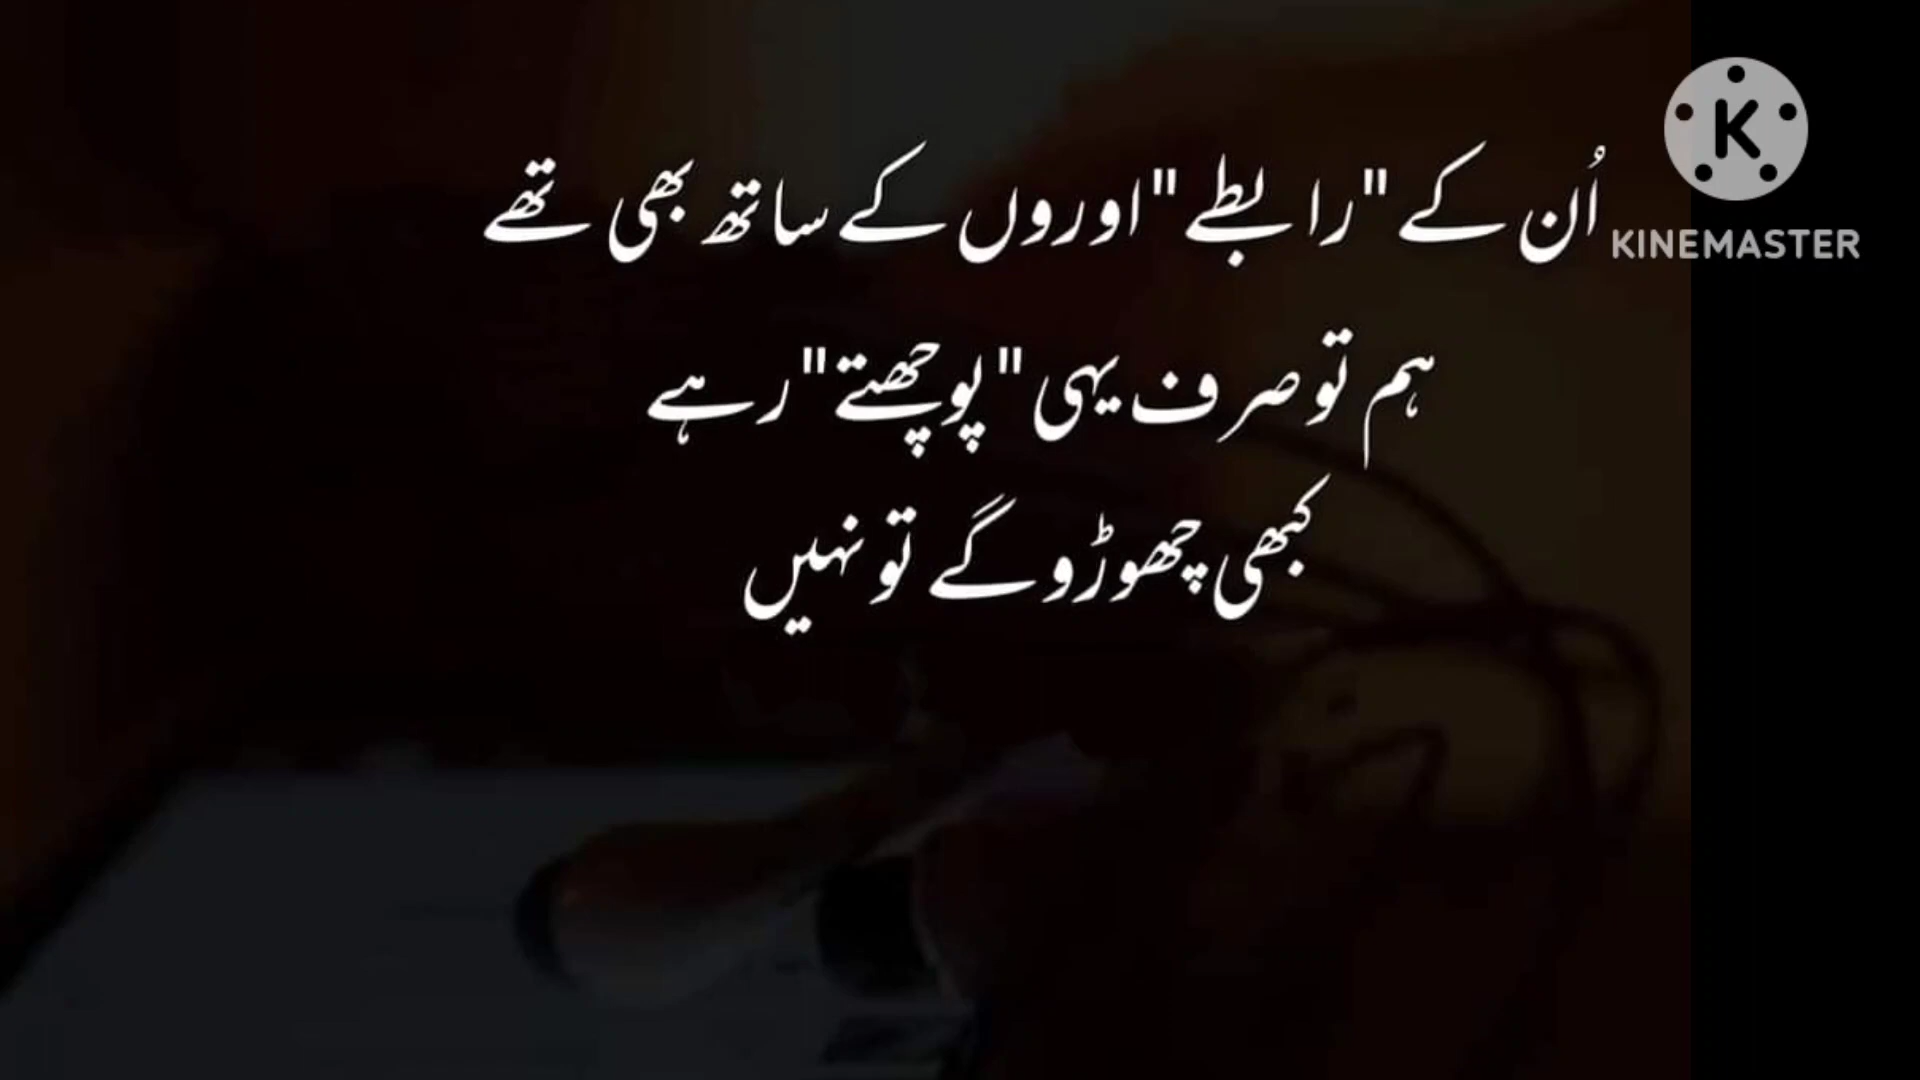 اُن کے "رابطے" اوروں کے ساتھ بھی تھے
ہم تو صرف یہی "پوچھتے" رہے
کبھی چھوڑو گے تو نہیں
K
KINEMASTER